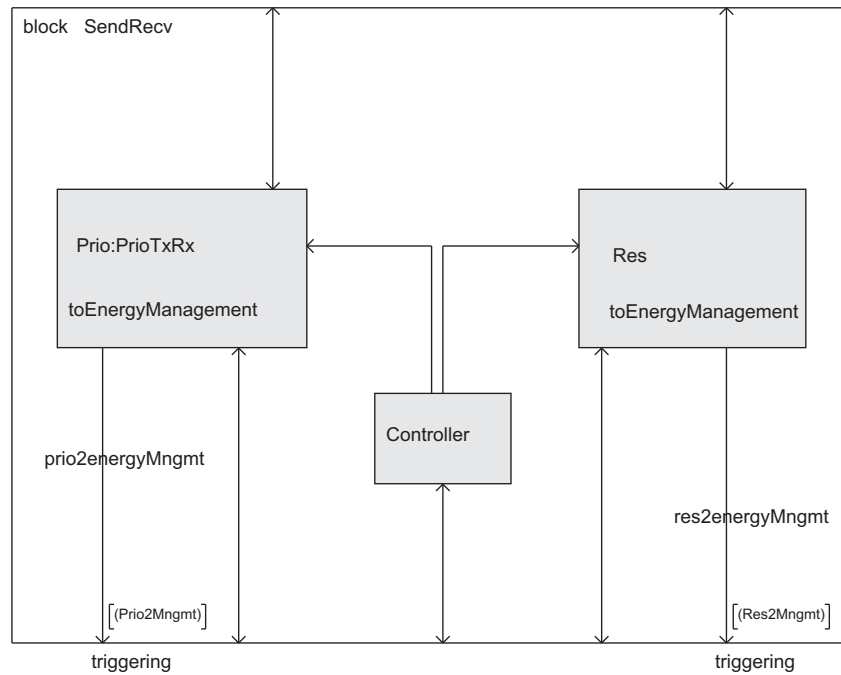 block SendRecv
Prio:PrioTxRx
Res
toEnergyManagement
toEnergyManagement
Controller
prio2energyMngmt
res2energyMngmt
[(Prio2Mngmt)]
[(Res2Mngmt)]
triggering
triggering